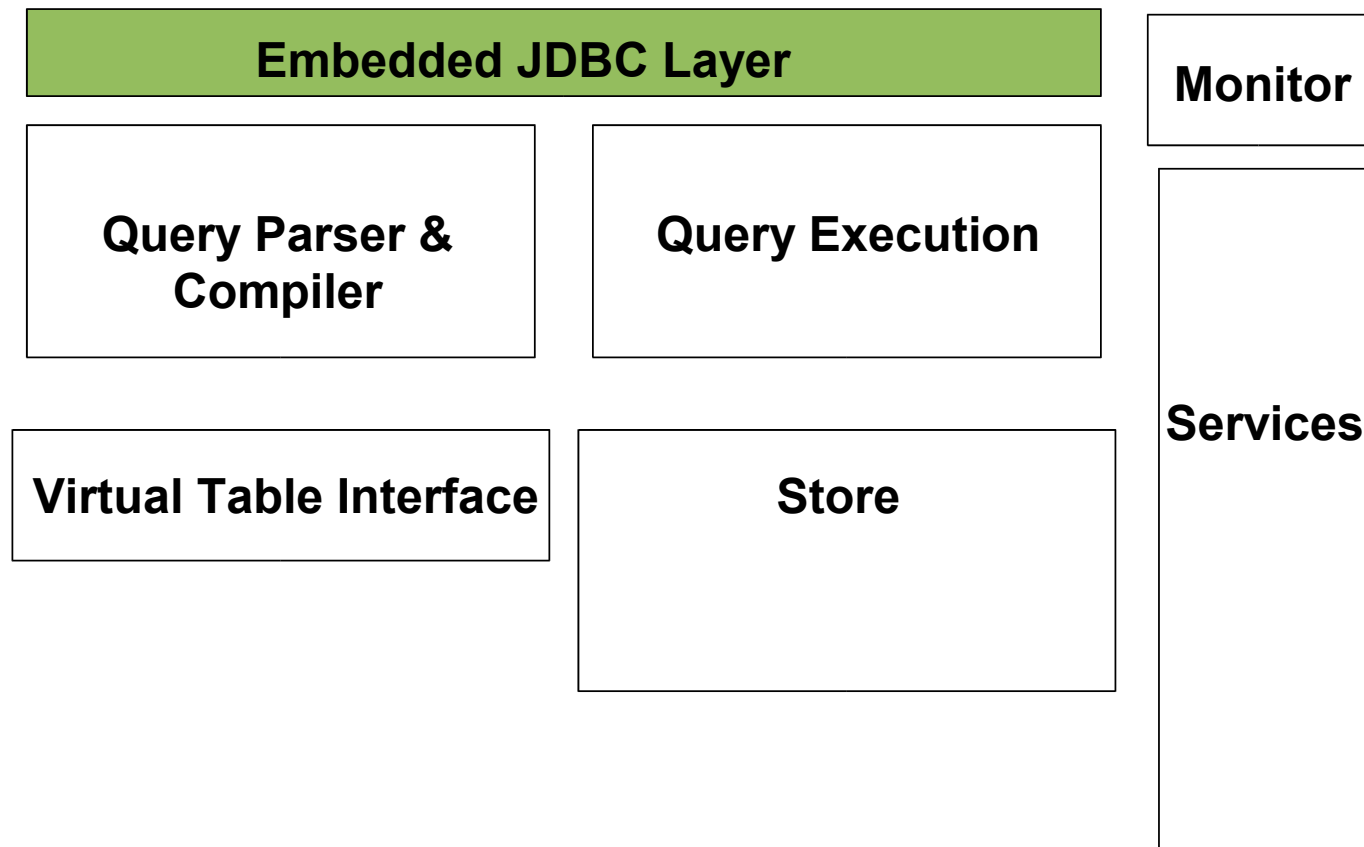 Embedded JDBC Layer
Monitor
Query Parser &
Compiler
Query Execution
Services
Virtual Table Interface
Store